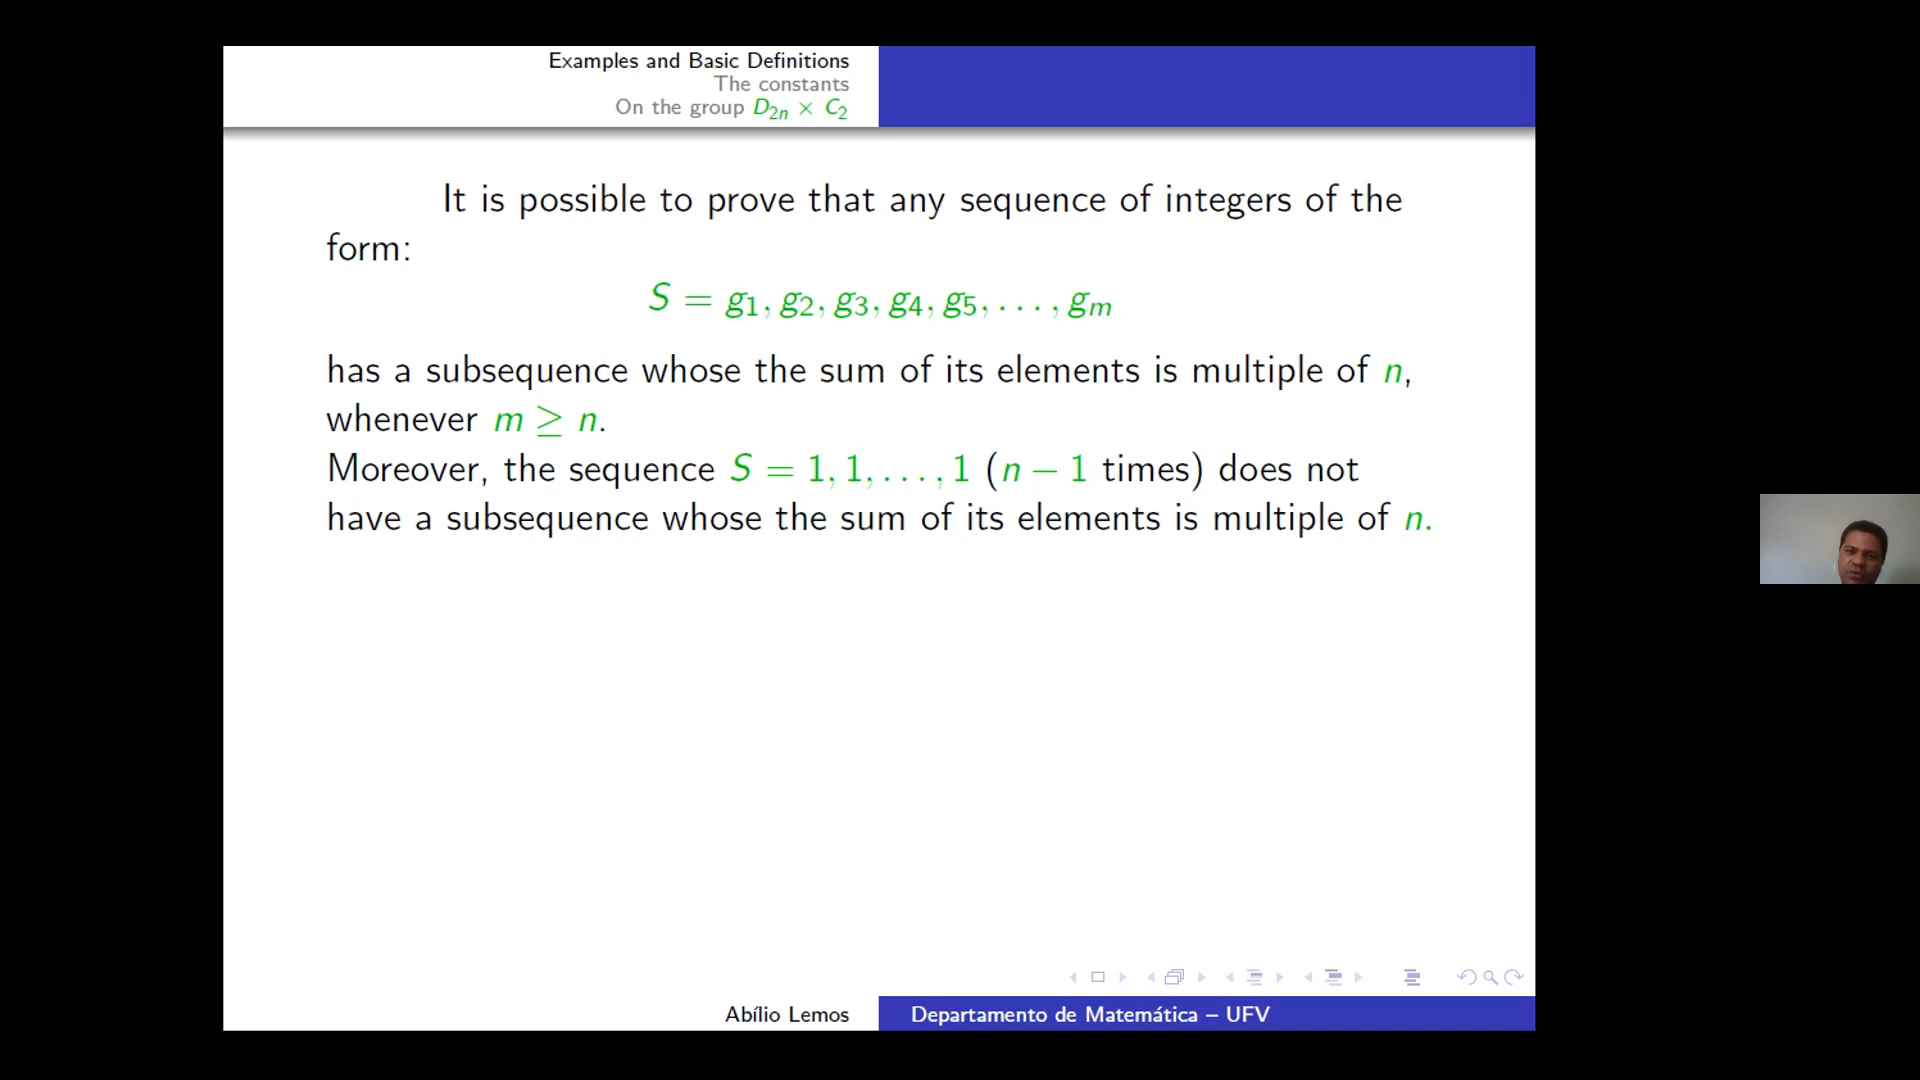 Examples and Basic Definitions
The constants
On the group D₂ₙ × C₂
It is possible to prove that any sequence of integers of the
form:
S = g₁, g₂, g₃, g₄, g₅, . . . , gₘ
has a subsequence whose the sum of its elements is multiple of n,
whenever m ≥ n.
Moreover, the sequence S = 1, 1, . . . , 1 (n − 1 times) does not
have a subsequence whose the sum of its elements is multiple of n.
Abílio Lemos
Departamento de Matemática – UFV